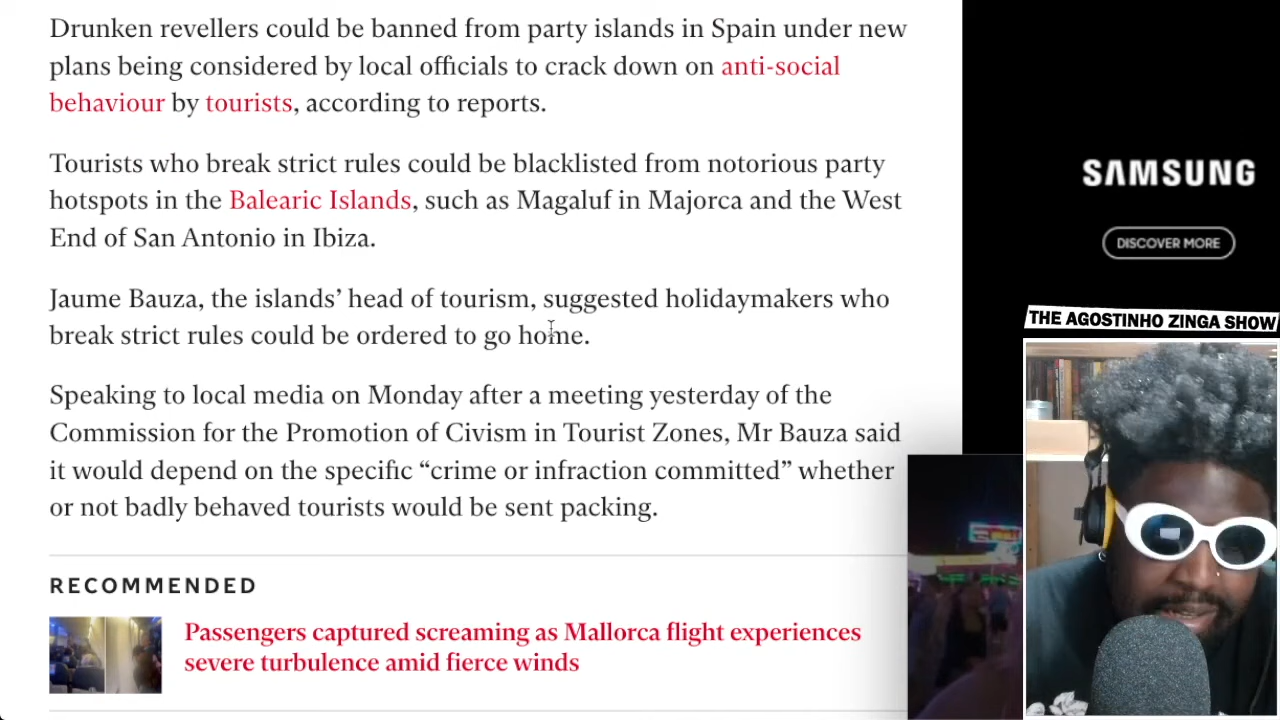 Drunken revellers could be banned from party islands in Spain under new
plans being considered by local officials to crack down on anti-social
behaviour by tourists, according to reports.
Tourists who break strict rules could be blacklisted from notorious party
hotspots in the Balearic Islands, such as Magaluf in Majorca and the West
End of San Antonio in Ibiza.
Jaume Bauza, the islands’ head of tourism, suggested holidaymakers who
break strict rules could be ordered to go home.
Speaking to local media on Monday after a meeting yesterday of the
Commission for the Promotion of Civism in Tourist Zones, Mr Bauza said
it would depend on the specific “crime or infraction committed” whether
or not badly behaved tourists would be sent packing.
RECOMMENDED
Passengers captured screaming as Mallorca flight experiences
severe turbulence amid fierce winds
SAMSUNG
DISCOVER MORE
THE AGOSTINHO ZINGA SHOW